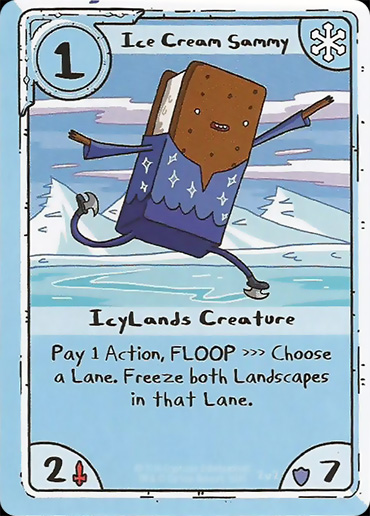 1
Ice Cream Sammy
IcyLands Creature
Pay 1 Action, FLOOP >>> Choose
a Lane. Freeze both Landscapes
in that Lane.
2
7